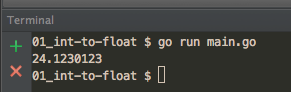 Terminal
01_int-to-float $ go run main.go
24.1230123
01_int-to-float $